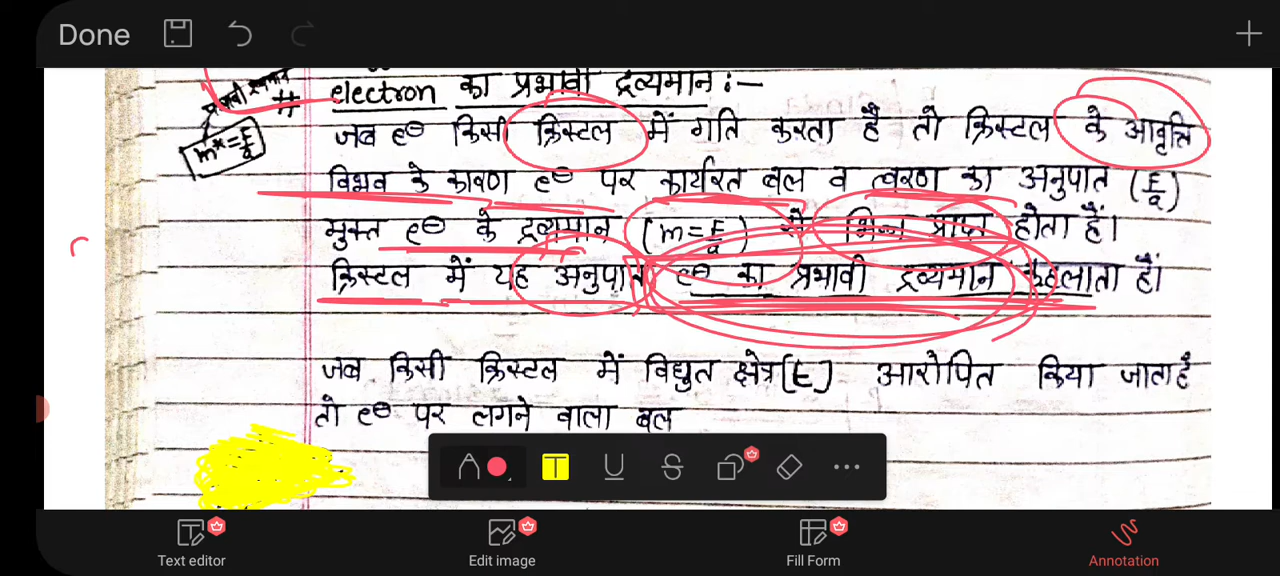 Done
electron का प्रभावी द्रव्यमान :—
#
m* = F/a
जब e⊖ किसी क्रिस्टल में गति करता है तो क्रिस्टल के आवृत्ति
विभव के कारण e⊖ पर कार्यरत बल व त्वरण का अनुपात (F/a)
मुक्त e⊖ के द्रव्यमान (m = F/a) से भिन्न प्राप्त होता हैं।
क्रिस्टल में यह अनुपात e⊖ का प्रभावी द्रव्यमान कहलाता हैं।
जब किसी क्रिस्टल में विद्युत क्षेत्र (E) आरोपित किया जाता है
तो e⊖ पर लगने वाला बल
T U S
Text editor Edit image Fill Form Annotation